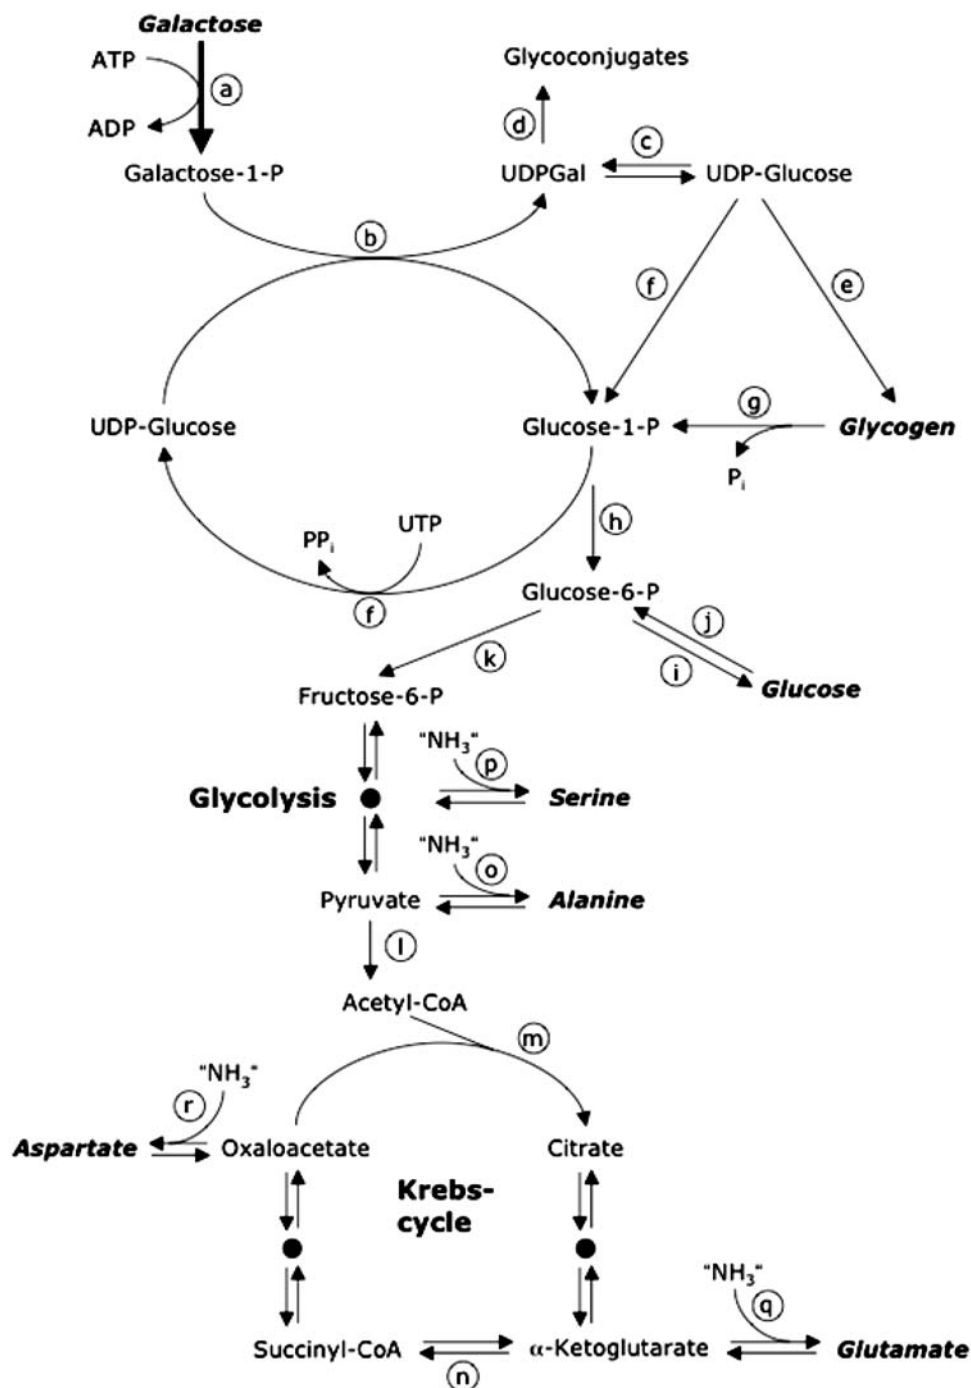 Galactose
ATP
a
ADP
Galactose-1-P
Glycoconjugates
d
c
UDPGal
UDP-Glucose
b
f
e
UDP-Glucose
Glucose-1-P
g
Glycogen
Pi
h
UTP
PPi
f
Glucose-6-P
j
k
i
Glucose
Fructose-6-P
"NH3"
p
Glycolysis
Serine
"NH3"
o
Pyruvate
Alanine
l
Acetyl-CoA
m
"NH3"
r
Aspartate
Oxaloacetate
Citrate
Krebs-
cycle
"NH3"
q
Succinyl-CoA
α-Ketoglutarate
Glutamate
n